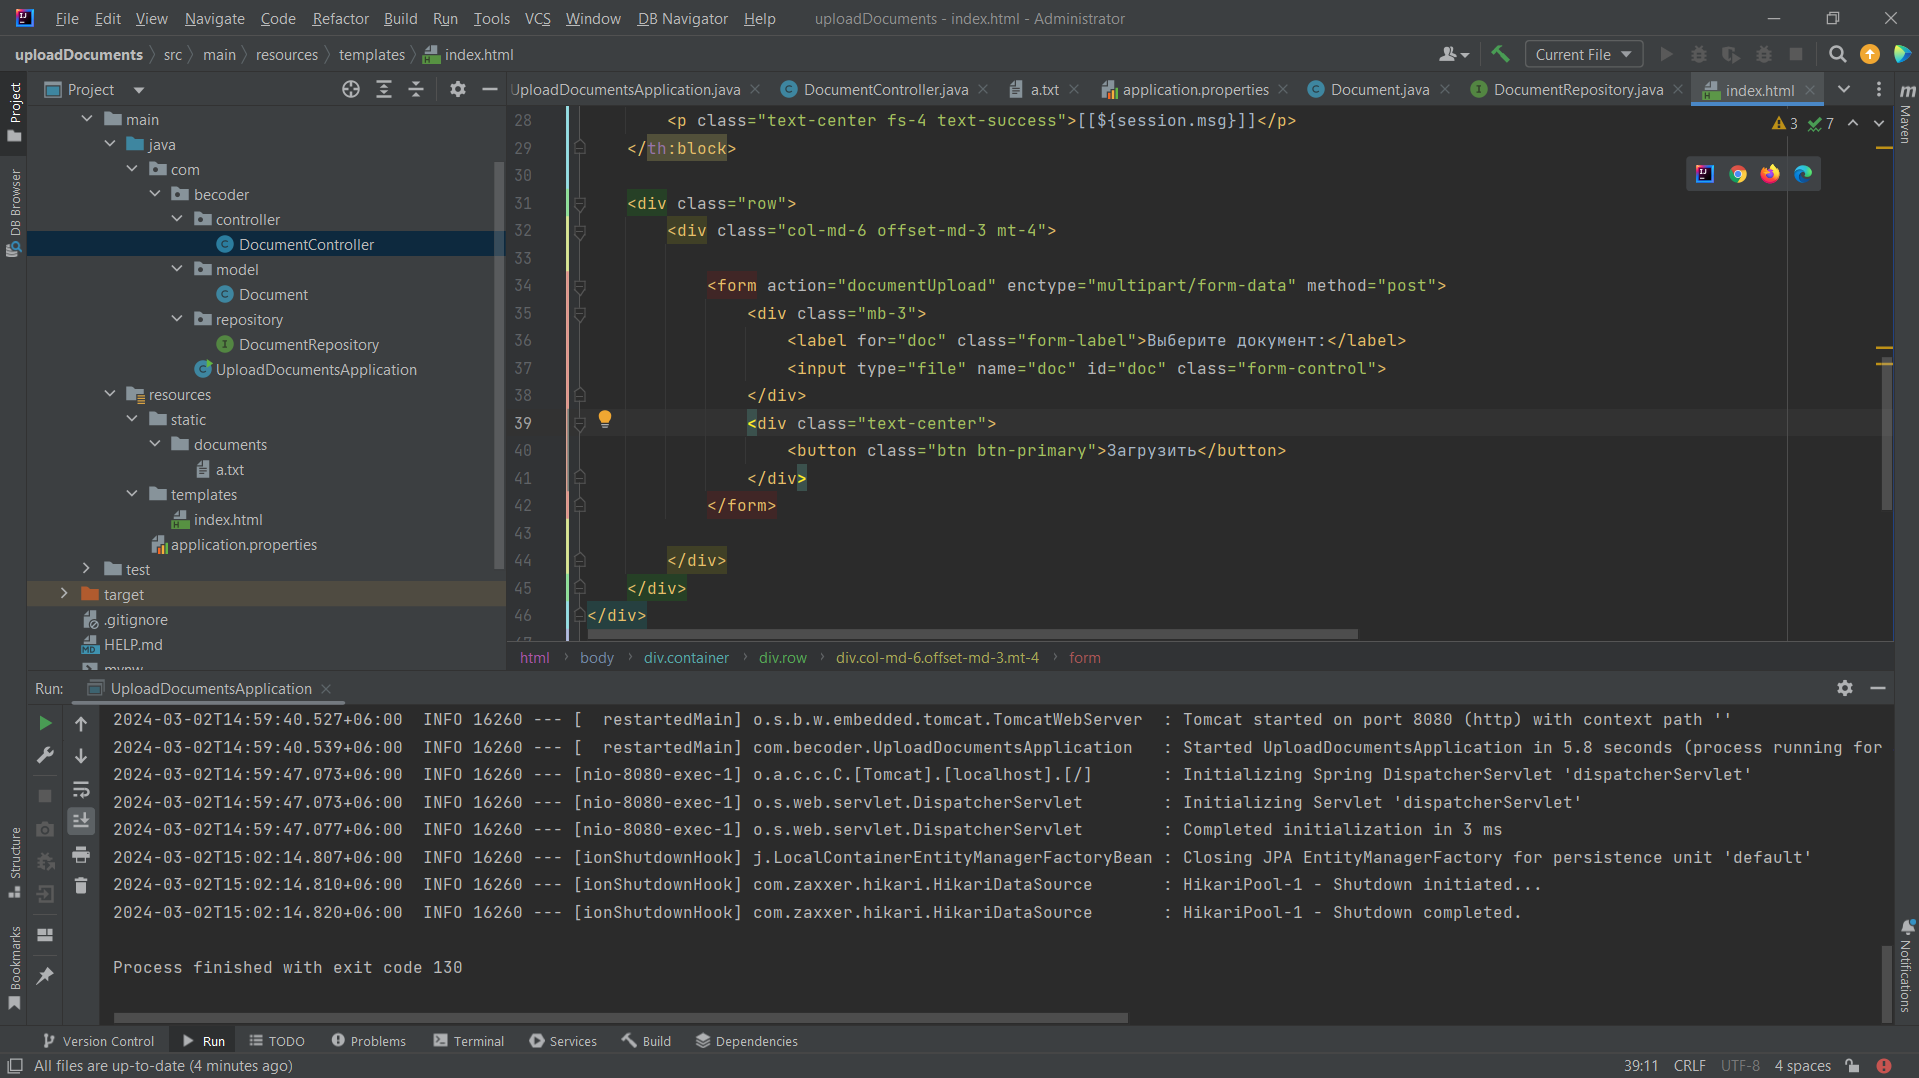 File Edit View Navigate Code Refactor Build Run Tools VCS Window DB Navigator Help uploadDocuments - index.html - Administrator
uploadDocuments src main resources templates index.html Current File
Project
UploadDocumentsApplication.java DocumentController.java a.txt application.properties Document.java DocumentRepository.java index.html
Project
DB Browser
Structure
Bookmarks
Maven
Notifications
main
java
com
becoder
controller
DocumentController
model
Document
repository
DocumentRepository
UploadDocumentsApplication
resources
static
documents
a.txt
templates
index.html
application.properties
test
target
.gitignore
HELP.md
3 7
28 <p class="text-center fs-4 text-success">[[${session.msg}]]</p>
29 </th:block>
30
31 <div class="row">
32 <div class="col-md-6 offset-md-3 mt-4">
33
34 <form action="documentUpload" enctype="multipart/form-data" method="post">
35 <div class="mb-3">
36 <label for="doc" class="form-label">Выберите документ:</label>
37 <input type="file" name="doc" id="doc" class="form-control">
38 </div>
39 <div class="text-center">
40 <button class="btn btn-primary">Загрузить</button>
41 </div>
42 </form>
43
44 </div>
45 </div>
46 </div>
html body div.container div.row div.col-md-6.offset-md-3.mt-4 form
Run: UploadDocumentsApplication
2024-03-02T14:59:40.527+06:00 INFO 16260 --- [ restartedMain] o.s.b.w.embedded.tomcat.TomcatWebServer : Tomcat started on port 8080 (http) with context path ''
2024-03-02T14:59:40.539+06:00 INFO 16260 --- [ restartedMain] com.becoder.UploadDocumentsApplication : Started UploadDocumentsApplication in 5.8 seconds (process running for
2024-03-02T14:59:47.073+06:00 INFO 16260 --- [nio-8080-exec-1] o.a.c.c.C.[Tomcat].[localhost].[/] : Initializing Spring DispatcherServlet 'dispatcherServlet'
2024-03-02T14:59:47.073+06:00 INFO 16260 --- [nio-8080-exec-1] o.s.web.servlet.DispatcherServlet : Initializing Servlet 'dispatcherServlet'
2024-03-02T14:59:47.077+06:00 INFO 16260 --- [nio-8080-exec-1] o.s.web.servlet.DispatcherServlet : Completed initialization in 3 ms
2024-03-02T15:02:14.807+06:00 INFO 16260 --- [ionShutdownHook] j.LocalContainerEntityManagerFactoryBean : Closing JPA EntityManagerFactory for persistence unit 'default'
2024-03-02T15:02:14.810+06:00 INFO 16260 --- [ionShutdownHook] com.zaxxer.hikari.HikariDataSource : HikariPool-1 - Shutdown initiated...
2024-03-02T15:02:14.820+06:00 INFO 16260 --- [ionShutdownHook] com.zaxxer.hikari.HikariDataSource : HikariPool-1 - Shutdown completed.
Process finished with exit code 130
Version Control Run TODO Problems Terminal Services Build Dependencies
All files are up-to-date (4 minutes ago) 39:11 CRLF UTF-8 4 spaces